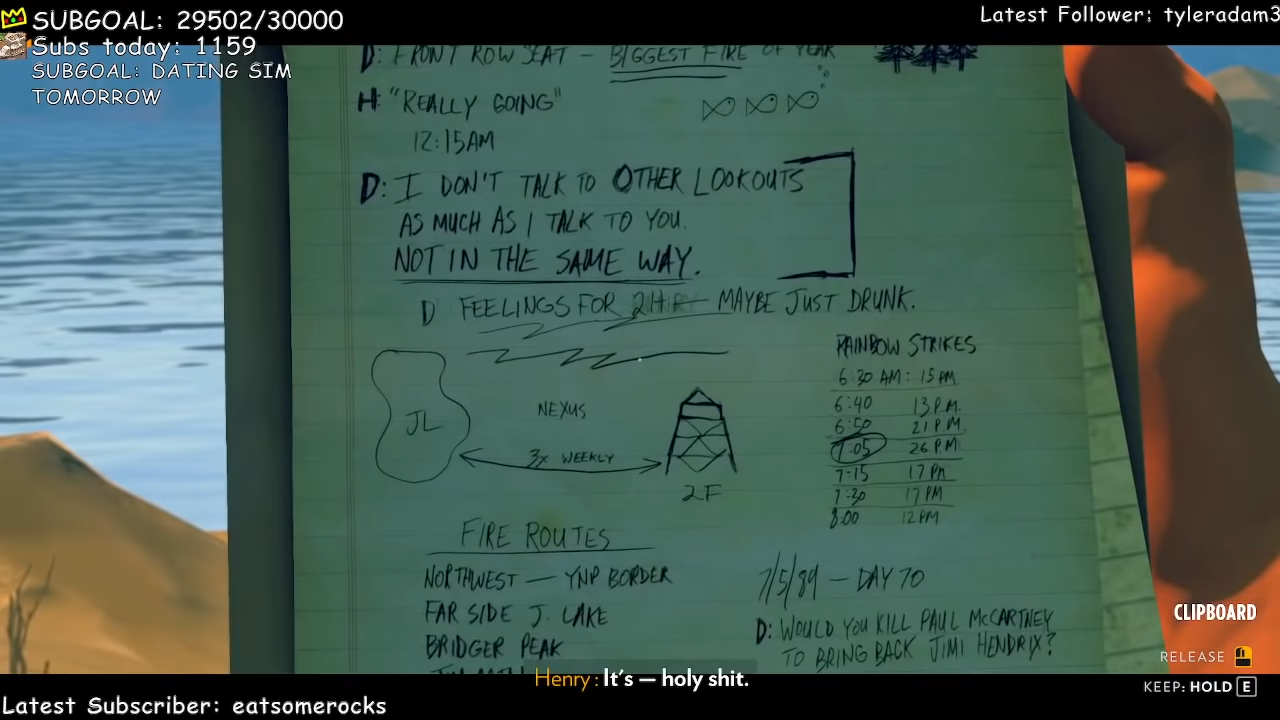 SUBGOAL: 29502/30000
Latest Follower: tyleradam3
Subs today: 1159
SUBGOAL: DATING SIM
TOMORROW
D: FRONT ROW SEAT — BIGGEST FIRE OF YEAR
H: "REALLY GOING"
12:15AM
D: I DON'T TALK TO OTHER LOOKOUTS
AS MUCH AS I TALK TO YOU.
NOT IN THE SAME WAY.
D FEELINGS FOR MAYBE JUST DRUNK.
RAINBOW STRIKES
6:30 AM: 15 PM
6:40 13 P.M.
6:50 21 P.M.
7:05 26 P.M.
7:15 17 PM
7:30 17 PM
8:00 12 PM
JL
NEXUS
3x WEEKLY
2F
FIRE ROUTES
NORTHWEST — YNP BORDER
FAR SIDE J. LAKE
BRIDGER PEAK
7/5/89 — DAY 70
D: WOULD YOU KILL PAUL McCARTNEY
TO BRING BACK JIMI HENDRIX?
CLIPBOARD
RELEASE
KEEP: HOLD E
Henry: It's — holy shit.
Latest Subscriber: eatsomerocks